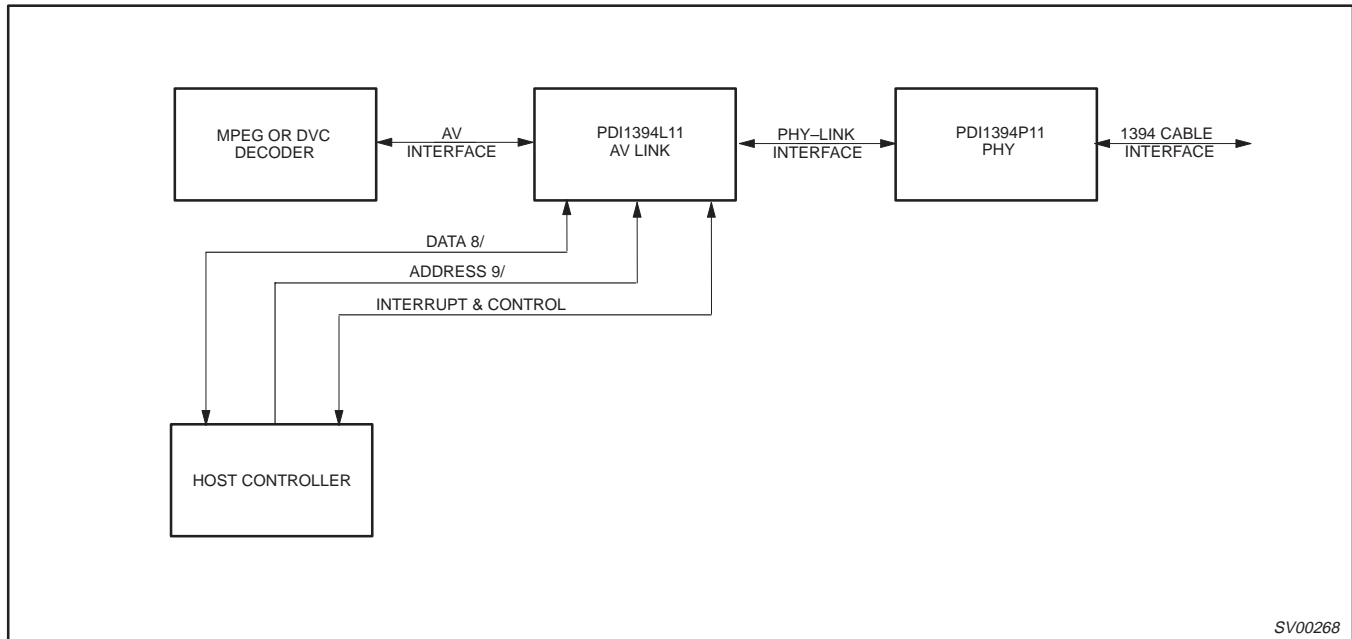 MPEG OR DVC
DECODER
AV
INTERFACE
PDI1394L11
AV LINK
PHY–LINK
INTERFACE
PDI1394P11
PHY
1394 CABLE
INTERFACE
DATA 8/
ADDRESS 9/
INTERRUPT & CONTROL
HOST CONTROLLER
SV00268